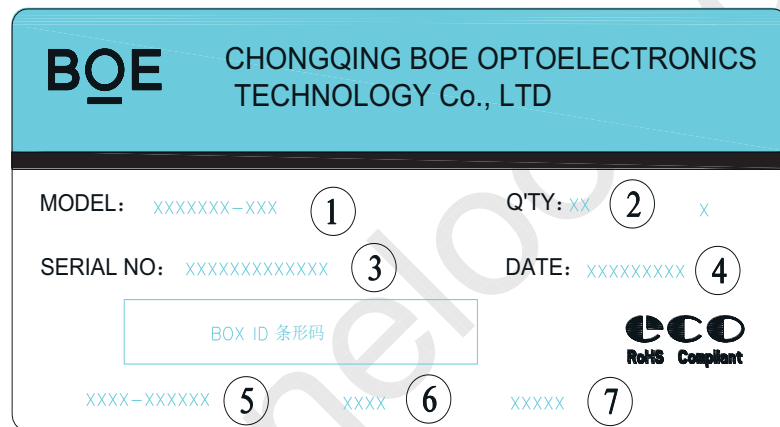 BOE
CHONGQING BOE OPTOELECTRONICS
TECHNOLOGY Co., LTD
MODEL: XXXXXXX-XXX ① Q'TY: XX ② X
SERIAL NO: XXXXXXXXXXXXX ③ DATE: XXXXXXXXX ④
BOX ID 条形码
eco
RoHS Compliant
XXXX-XXXXXX ⑤ XXXX ⑥ XXXXX ⑦